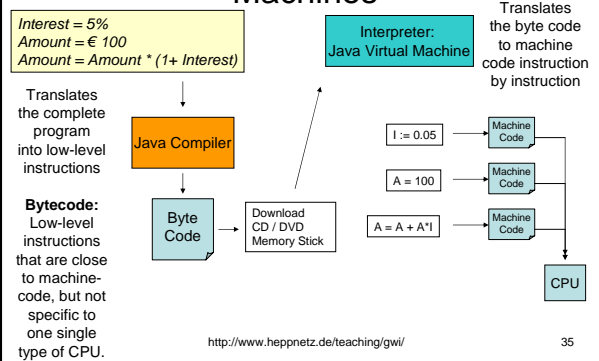 Machines
Interest = 5%
Amount = € 100
Amount = Amount * (1+ Interest)
Interpreter:
Java Virtual Machine
Translates
the byte code
to machine
code instruction
by instruction
Translates
the complete
program
into low-level
instructions
Java Compiler
Bytecode:
Low-level
instructions
that are close
to machine-
code, but not
specific to
one single
type of CPU.
Byte
Code
Download
CD / DVD
Memory Stick
I := 0.05
Machine
Code
A = 100
Machine
Code
A = A + A*I
Machine
Code
CPU
http://www.heppnetz.de/teaching/gwi/
35